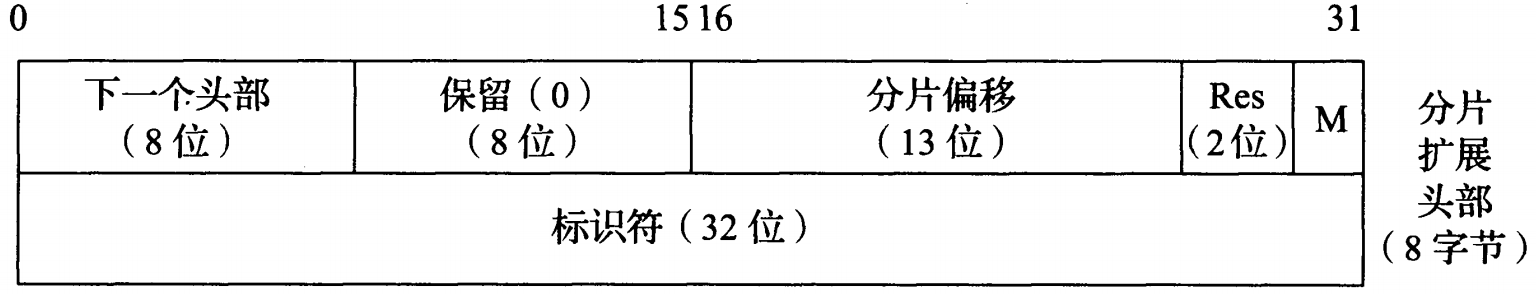 0 15 16 31
下一个头部 保留（0） 分片偏移 Res M
（8位） （8位） （13位） （2位）
标识符（32位）
分片
扩展
头部
（8字节）